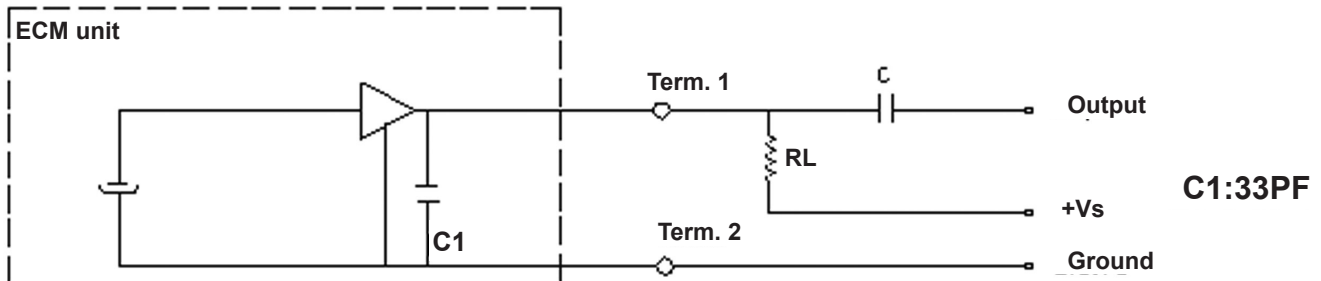 ECM unit
Term. 1
C
Output
RL
C1:33PF
+Vs
C1
Term. 2
Ground